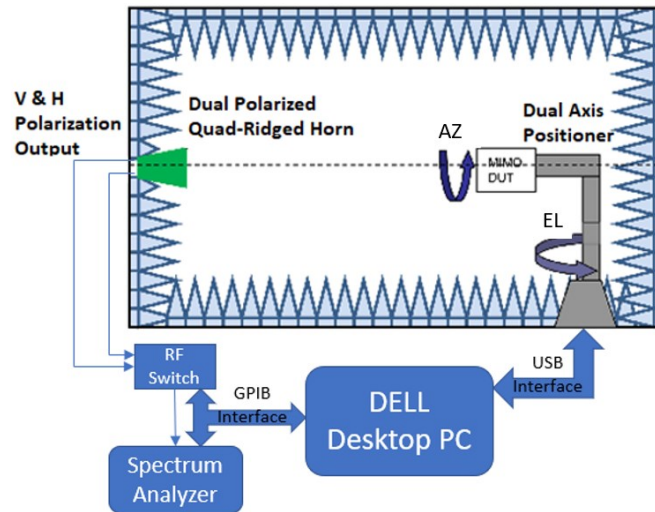 V & H
Polarization
Output
Dual Polarized
Quad-Ridged Horn
AZ
Dual Axis
Positioner
MIMO
DUT
EL
RF
Switch
GPIB
Interface
DELL
Desktop PC
USB
Interface
Spectrum
Analyzer